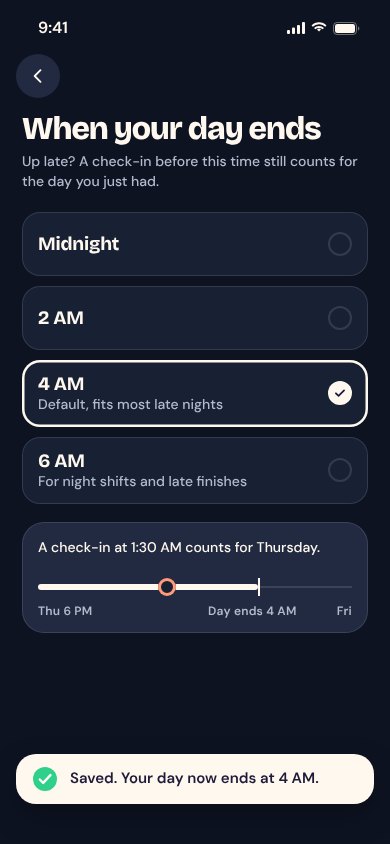 9:41
When your day ends
Up late? A check-in before this time still counts for
the day you just had.
Midnight
2 AM
4 AM
Default, fits most late nights
6 AM
For night shifts and late finishes
A check-in at 1:30 AM counts for Thursday.
Thu 6 PM
Day ends 4 AM
Fri
Saved. Your day now ends at 4 AM.